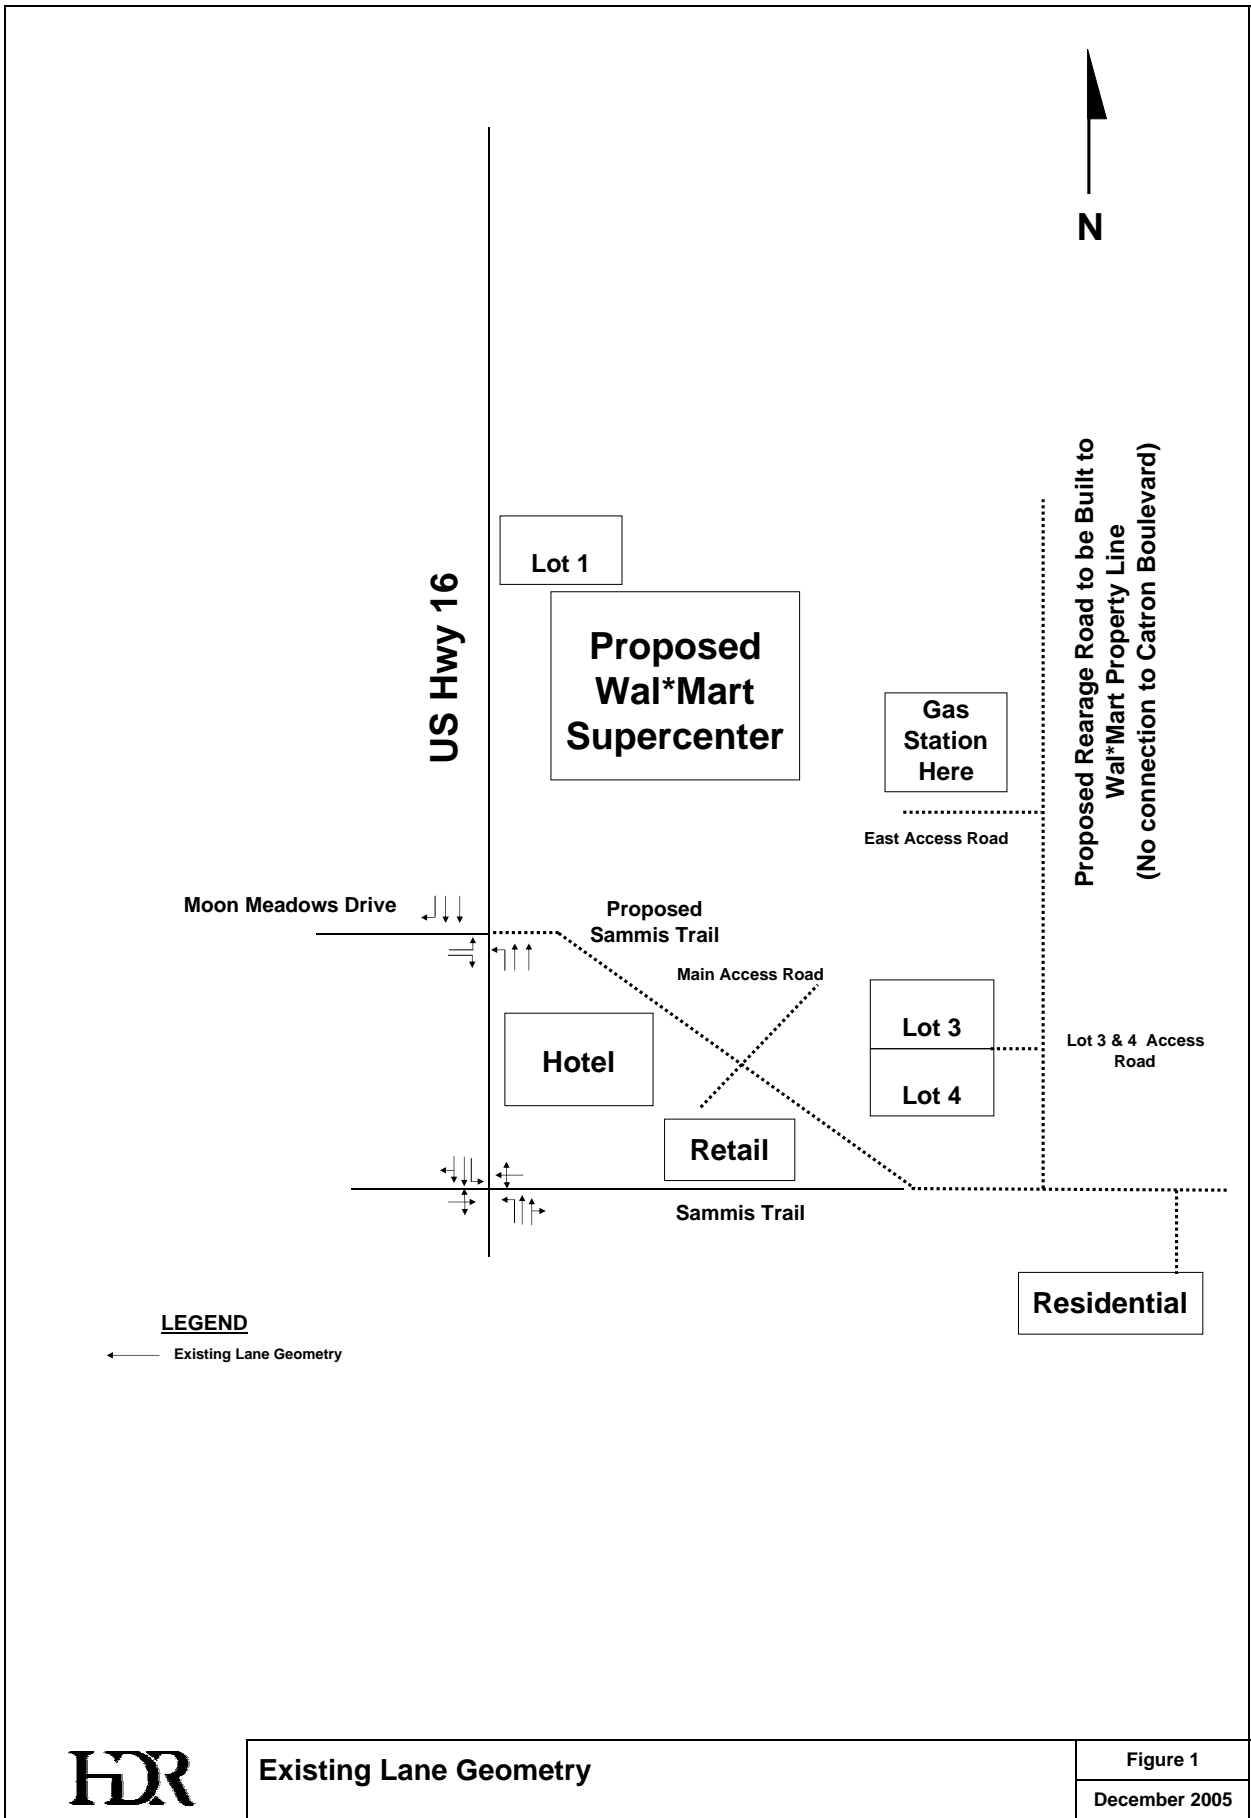 N
Proposed Rearage Road to be Built to
Wal*Mart Property Line
(No connection to Catron Boulevard)
US Hwy 16
Lot 1
Proposed
Wal*Mart
Supercenter
Gas
Station
Here
East Access Road
Moon Meadows Drive
Proposed
Sammis Trail
Main Access Road
Hotel
Lot 3
Lot 4
Lot 3 & 4 Access
Road
Retail
Sammis Trail
Residential
LEGEND
Existing Lane Geometry
HDR
Existing Lane Geometry
Figure 1
December 2005